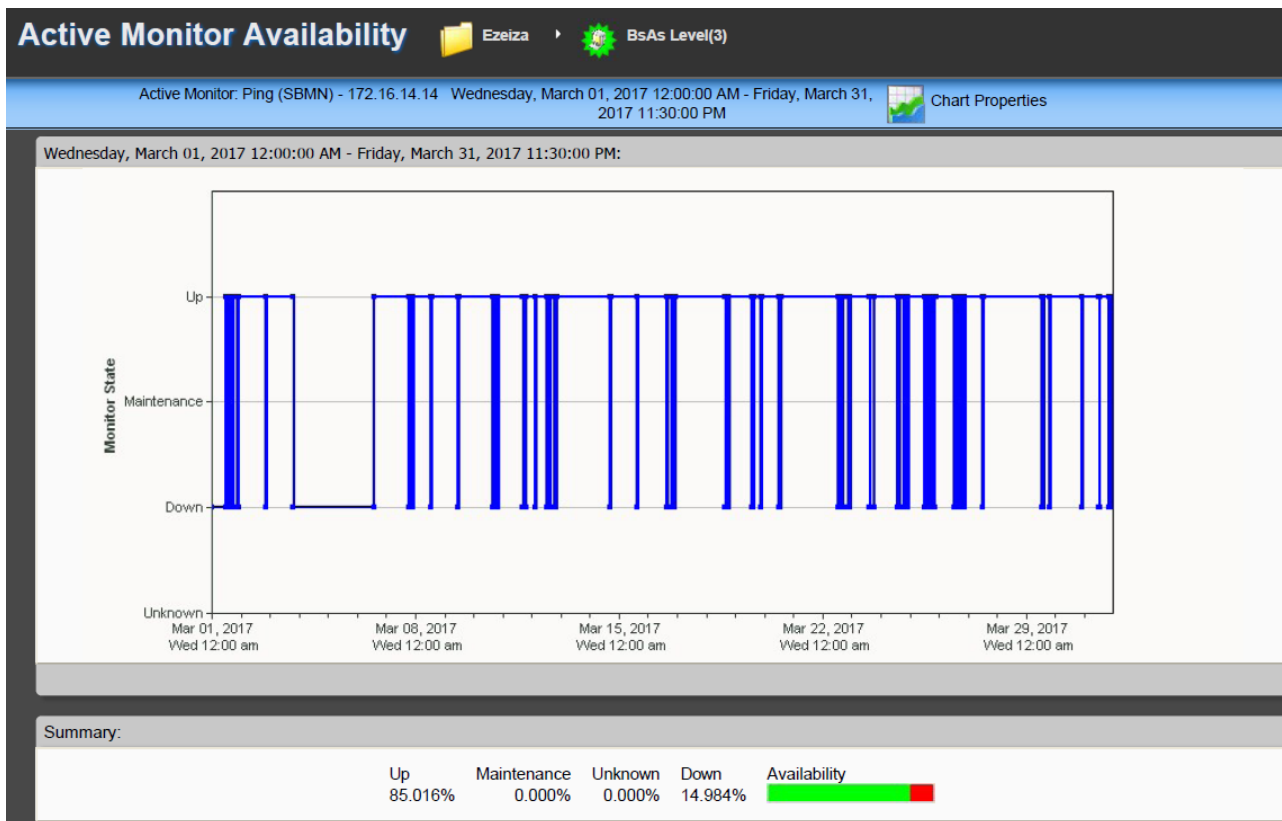 Active Monitor Availability Ezeiza BsAs Level(3)
Active Monitor: Ping (SBMN) - 172.16.14.14 Wednesday, March 01, 2017 12:00:00 AM - Friday, March 31,
2017 11:30:00 PM
Chart Properties
Wednesday, March 01, 2017 12:00:00 AM - Friday, March 31, 2017 11:30:00 PM:
Monitor State
Up
Maintenance
Down
Unknown
Mar 01, 2017 Mar 08, 2017 Mar 15, 2017 Mar 22, 2017 Mar 29, 2017
Wed 12:00 am Wed 12:00 am Wed 12:00 am Wed 12:00 am Wed 12:00 am
Summary:
Up Maintenance Unknown Down Availability
85.016% 0.000% 0.000% 14.984%